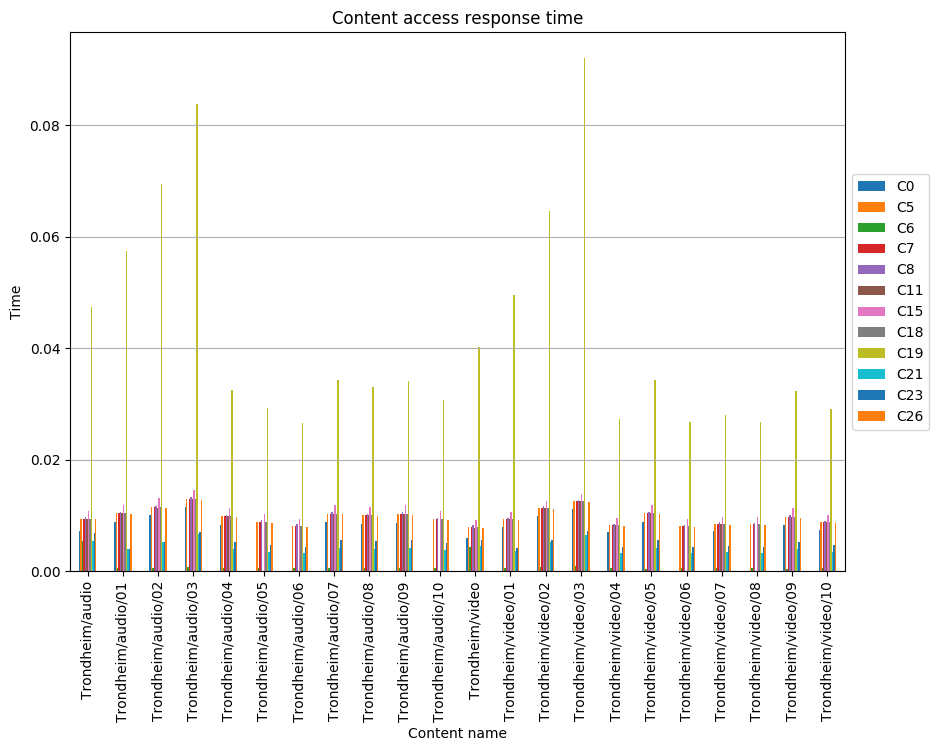 Content access response time
Time
0.08
0.06
0.04
0.02
0.00
C0
C5
C6
C7
C8
C11
C15
C18
C19
C21
C23
C26
Trondheim/audio
Trondheim/audio/01
Trondheim/audio/02
Trondheim/audio/03
Trondheim/audio/04
Trondheim/audio/05
Trondheim/audio/06
Trondheim/audio/07
Trondheim/audio/08
Trondheim/audio/09
Trondheim/audio/10
Trondheim/video
Trondheim/video/01
Trondheim/video/02
Trondheim/video/03
Trondheim/video/04
Trondheim/video/05
Trondheim/video/06
Trondheim/video/07
Trondheim/video/08
Trondheim/video/09
Trondheim/video/10
Content name